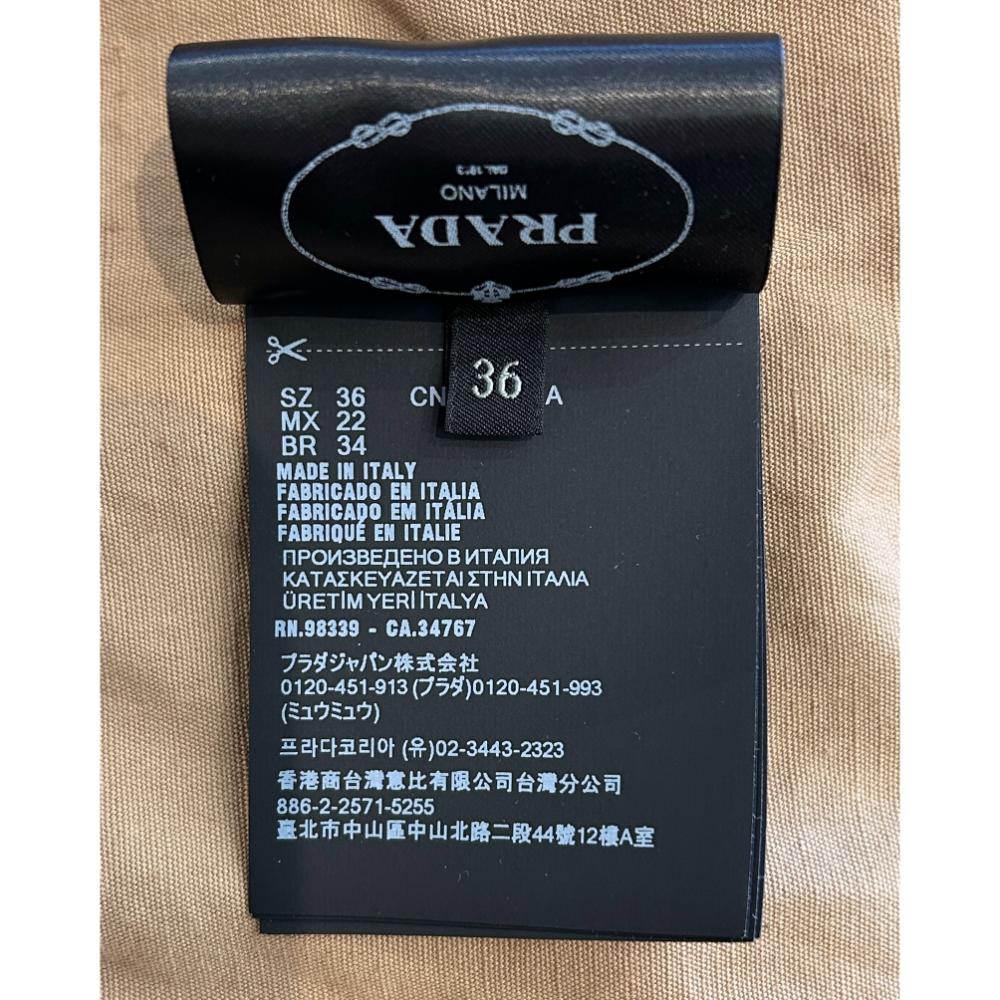 PRADA
MILANO
36
SZ 36 CN A
MX 22
BR 34
MADE IN ITALY
FABRICADO EN ITALIA
FABRICADO EM ITÁLIA
FABRIQUÉ EN ITALIE
ПРОИЗВЕДЕНО В ИТАЛИЯ
ΚΑΤΑΣΚΕΥΑΖΕΤΑΙ ΣΤΗΝ ΙΤΑΛΙΑ
ÜRETİM YERİ İTALYA
RN.98339 - CA.34767
プラダジャパン株式会社
0120-451-913 (プラダ)0120-451-993
(ミュウミュウ)
프라다코리아 (유)02-3443-2323
香港商台灣意比有限公司台灣分公司
886-2-2571-5255
臺北市中山區中山北路二段44號12樓A室